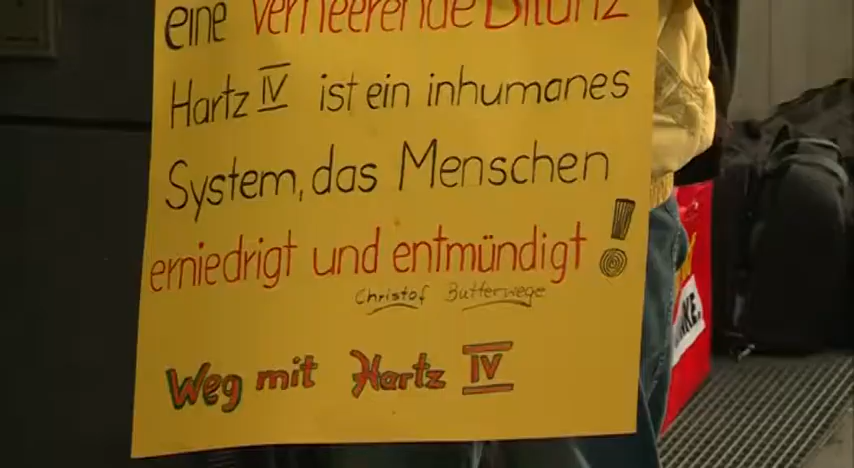 eine verheerende Bilanz
Hartz IV ist ein inhumanes
System, das Menschen
erniedrigt und entmündigt!
Christof Butterwege
Weg mit Hartz IV